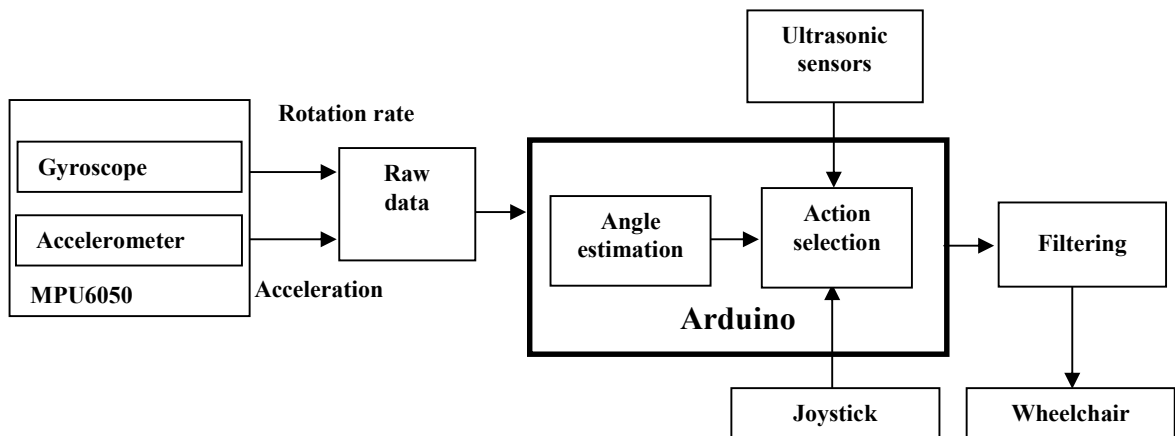 Ultrasonic
sensors
Rotation rate
Gyroscope
Accelerometer
MPU6050
Acceleration
Raw
data
Angle
estimation
Action
selection
Arduino
Filtering
Joystick
Wheelchair